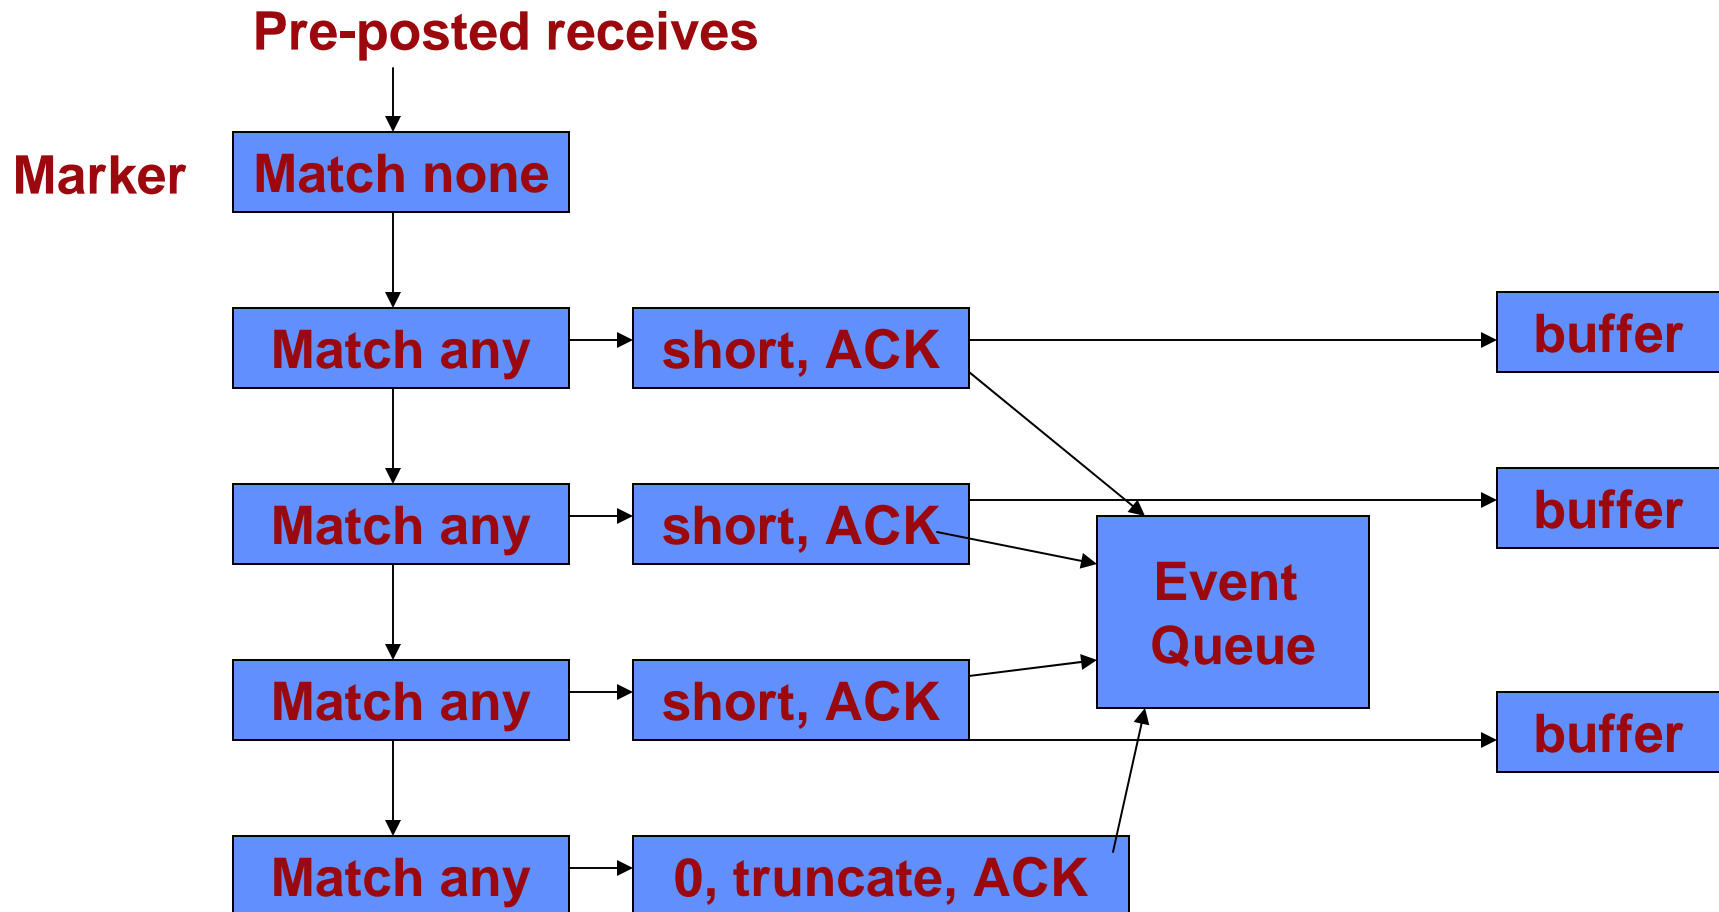 Pre-posted receives
Marker
Match none
Match any
short, ACK
buffer
Match any
short, ACK
buffer
Event
Queue
Match any
short, ACK
buffer
Match any
0, truncate, ACK